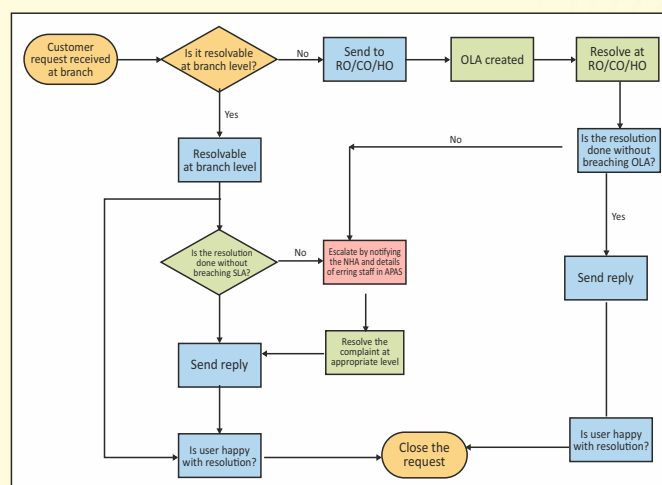 Customer
request received
at branch
Is it resolvable
at branch level?
No
Send to
RO/CO/HO
OLA created
Resolve at
RO/CO/HO
Yes
Resolvable
at branch level
No
Is the resolution
done without
breaching OLA?
Yes
Is the resolution
done without
breaching SLA?
No
Escalate by notifying
the NHA and details
of erring staff in APAS
Send reply
Resolve the
complaint at
appropriate level
Send reply
Is user happy
with resolution?
Close the
request
Is user happy
with resolution?